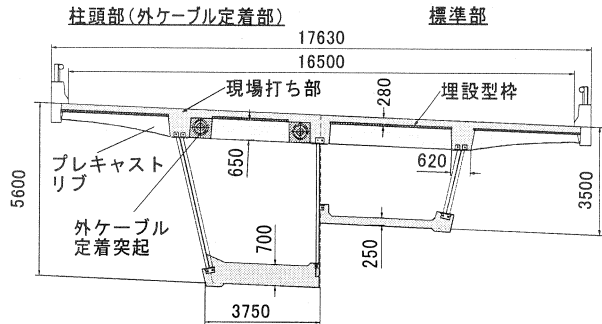 柱頭部(外ケーブル定着部)
標準部
17630
16500
現場打ち部
280
埋設型枠
650
プレキャスト
リブ
620
5600
3500
外ケーブル
定着突起
700
250
3750